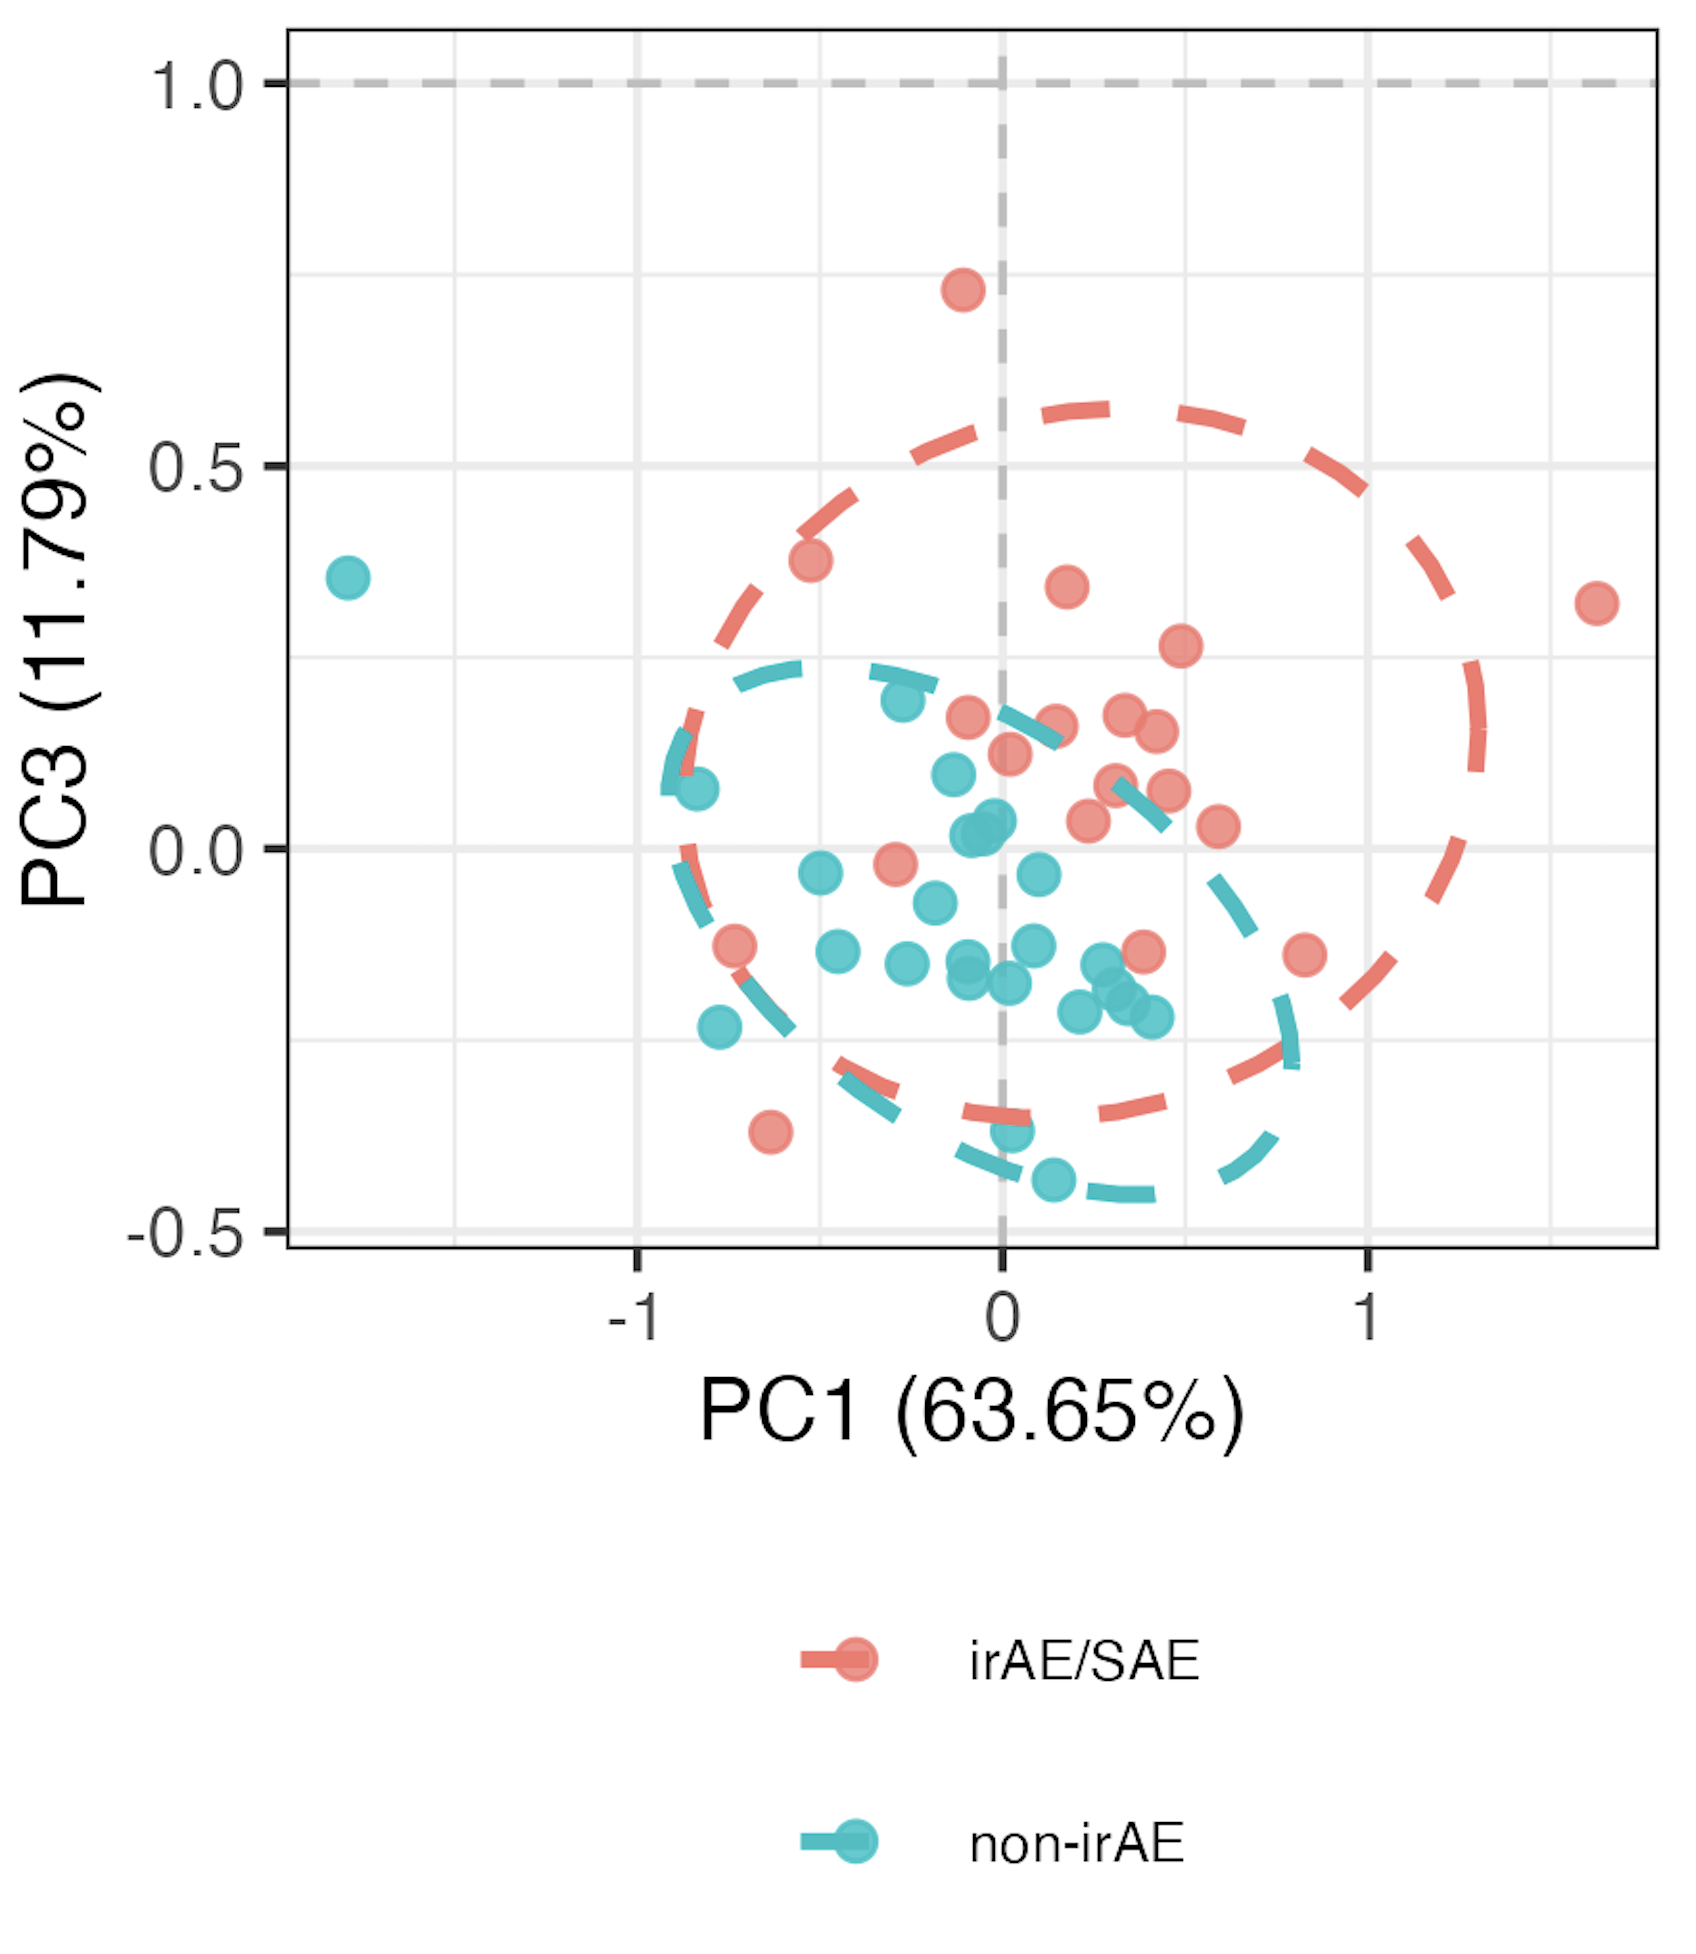 1.0
0.5
0.0
-0.5
PC3 (11.79%)
-1 0 1
PC1 (63.65%)
irAE/SAE
non-irAE